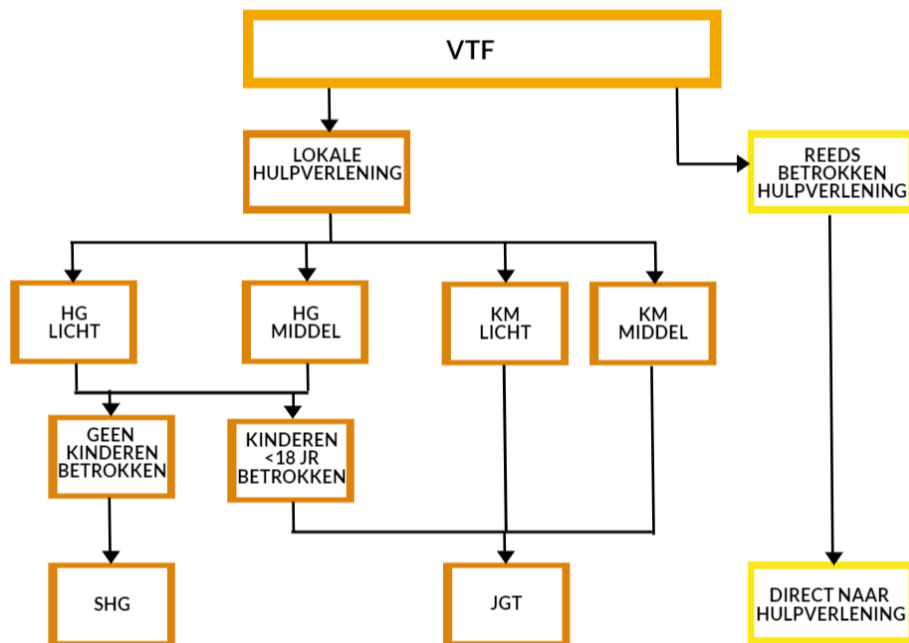 VTF
LOKALE
HULPVERLENING
REEDS
BETROKKEN
HULPVERLENING
HG
LICHT
HG
MIDDEL
KM
LICHT
KM
MIDDEL
GEEN
KINDEREN
BETROKKEN
KINDEREN
<18 JR
BETROKKEN
SHG
JGT
DIRECT NAAR
HULPVERLENING